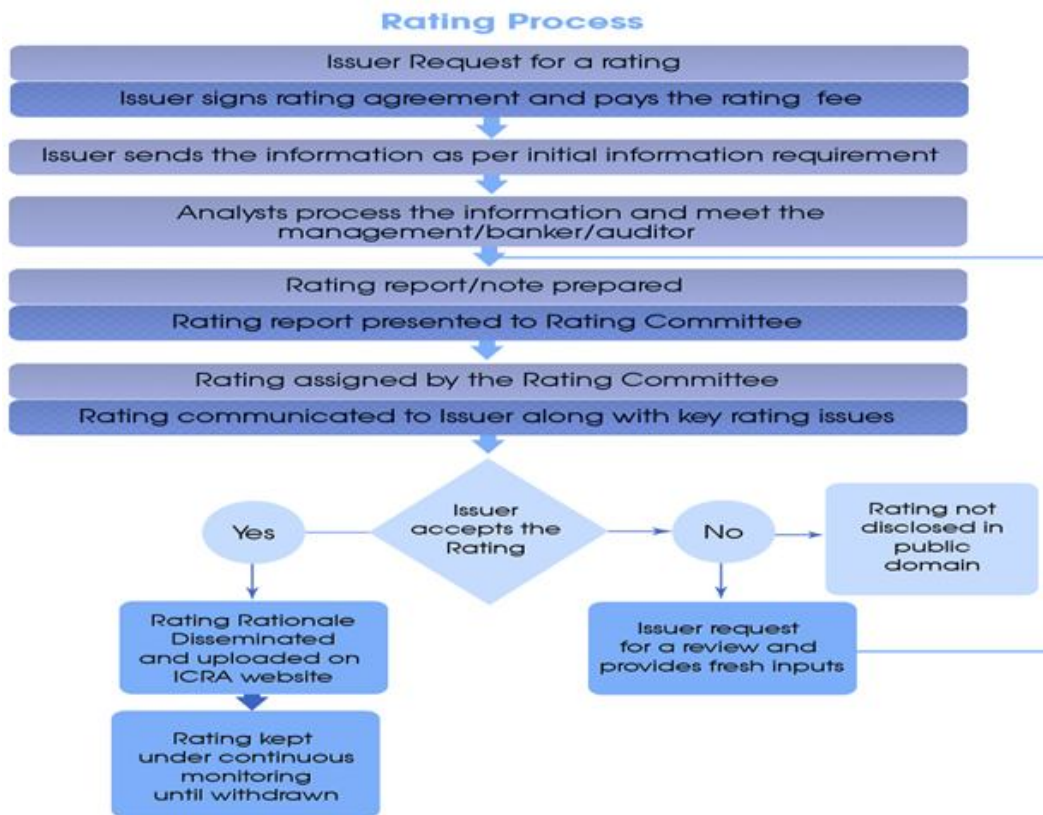 Rating Process
Issuer Request for a rating
Issuer signs rating agreement and pays the rating fee
Issuer sends the information as per initial information requirement
Analysts process the information and meet the
management/banker/auditor
Rating report/note prepared
Rating report presented to Rating Committee
Rating assigned by the Rating Committee
Rating communicated to Issuer along with key rating issues
Issuer
accepts the
Rating
Yes
No
Rating not
disclosed in
public
domain
Rating Rationale
Disseminated
and uploaded on
ICRA website
Issuer request
for a review and
provides fresh inputs
Rating kept
under continuous
monitoring
until withdrawn